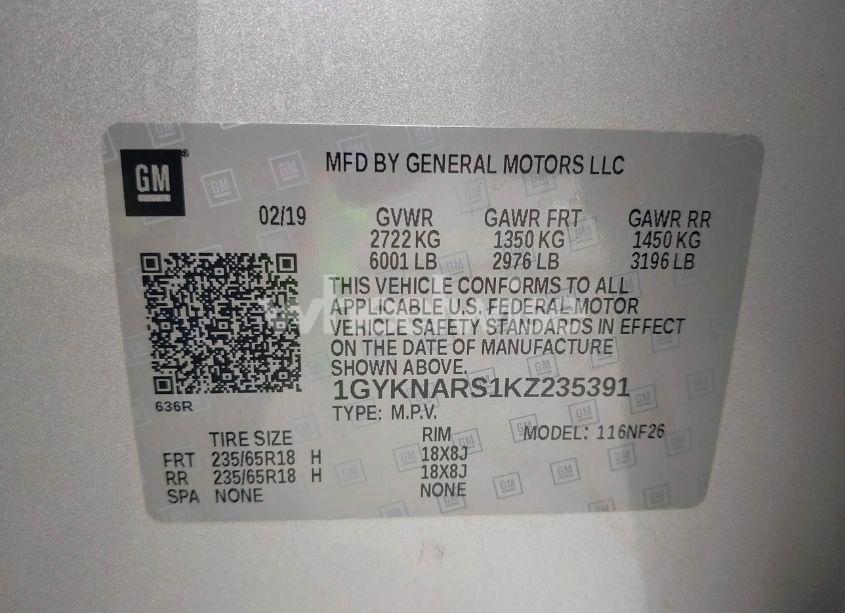 GM
MFD BY GENERAL MOTORS LLC
02/19 GVWR GAWR FRT GAWR RR
2722 KG 1350 KG 1450 KG
6001 LB 2976 LB 3196 LB
THIS VEHICLE CONFORMS TO ALL
APPLICABLE U.S. FEDERAL MOTOR
VEHICLE SAFETY STANDARDS IN EFFECT
ON THE DATE OF MANUFACTURE
SHOWN ABOVE.
636R
1GYKNARS1KZ235391
TYPE: M.P.V.
TIRE SIZE RIM MODEL: 116NF26
FRT 235/65R18 H 18X8J
RR 235/65R18 H 18X8J
SPA NONE NONE